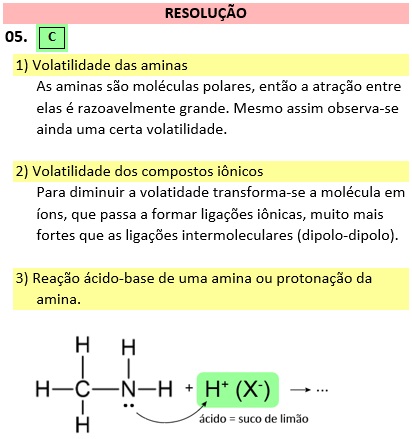 RESOLUÇÃO
05. C
1) Volatilidade das aminas
As aminas são moléculas polares, então a atração entre
elas é razoavelmente grande. Mesmo assim observa-se
ainda uma certa volatilidade.
2) Volatilidade dos compostos iônicos
Para diminuir a volatidade transforma-se a molécula em
íons, que passa a formar ligações iônicas, muito mais
fortes que as ligações intermoleculares (dipolo-dipolo).
3) Reação ácido-base de uma amina ou protonação da
amina.
H H
H–C–N–H + H⁺ (X⁻) → ...
H
ácido = suco de limão